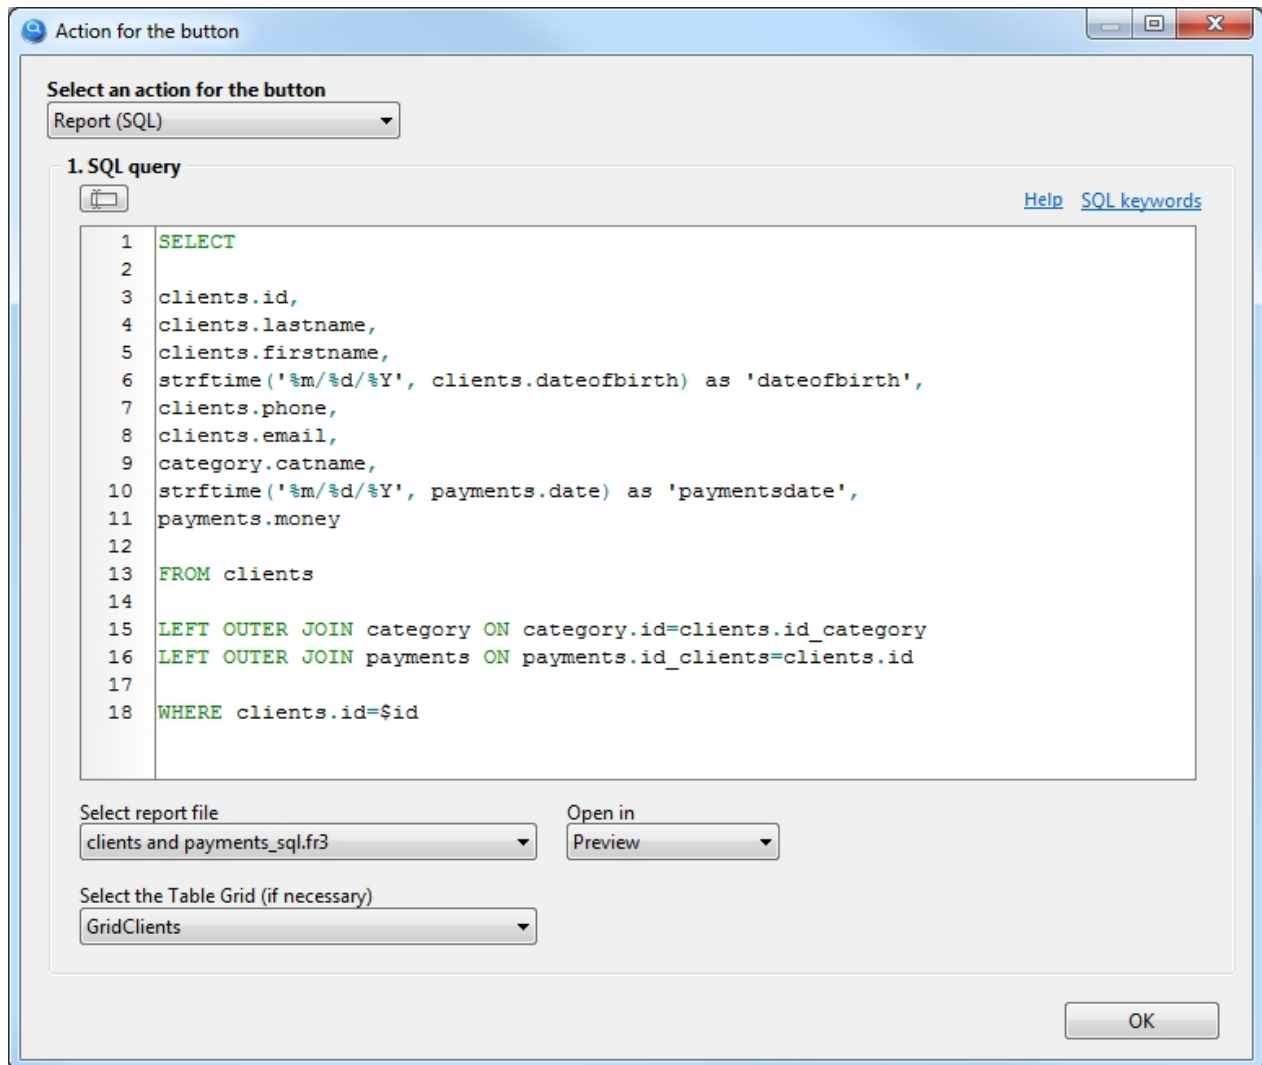 Action for the button
Select an action for the button
Report (SQL)
1. SQL query
Help SQL keywords
1 SELECT
2
3 clients.id,
4 clients.lastname,
5 clients.firstname,
6 strftime('%m/%d/%Y', clients.dateofbirth) as 'dateofbirth',
7 clients.phone,
8 clients.email,
9 category.catname,
10 strftime('%m/%d/%Y', payments.date) as 'paymentsdate',
11 payments.money
12
13 FROM clients
14
15 LEFT OUTER JOIN category ON category.id=clients.id_category
16 LEFT OUTER JOIN payments ON payments.id_clients=clients.id
17
18 WHERE clients.id=$id
Select report file Open in
clients and payments_sql.fr3 Preview
Select the Table Grid (if necessary)
GridClients
OK